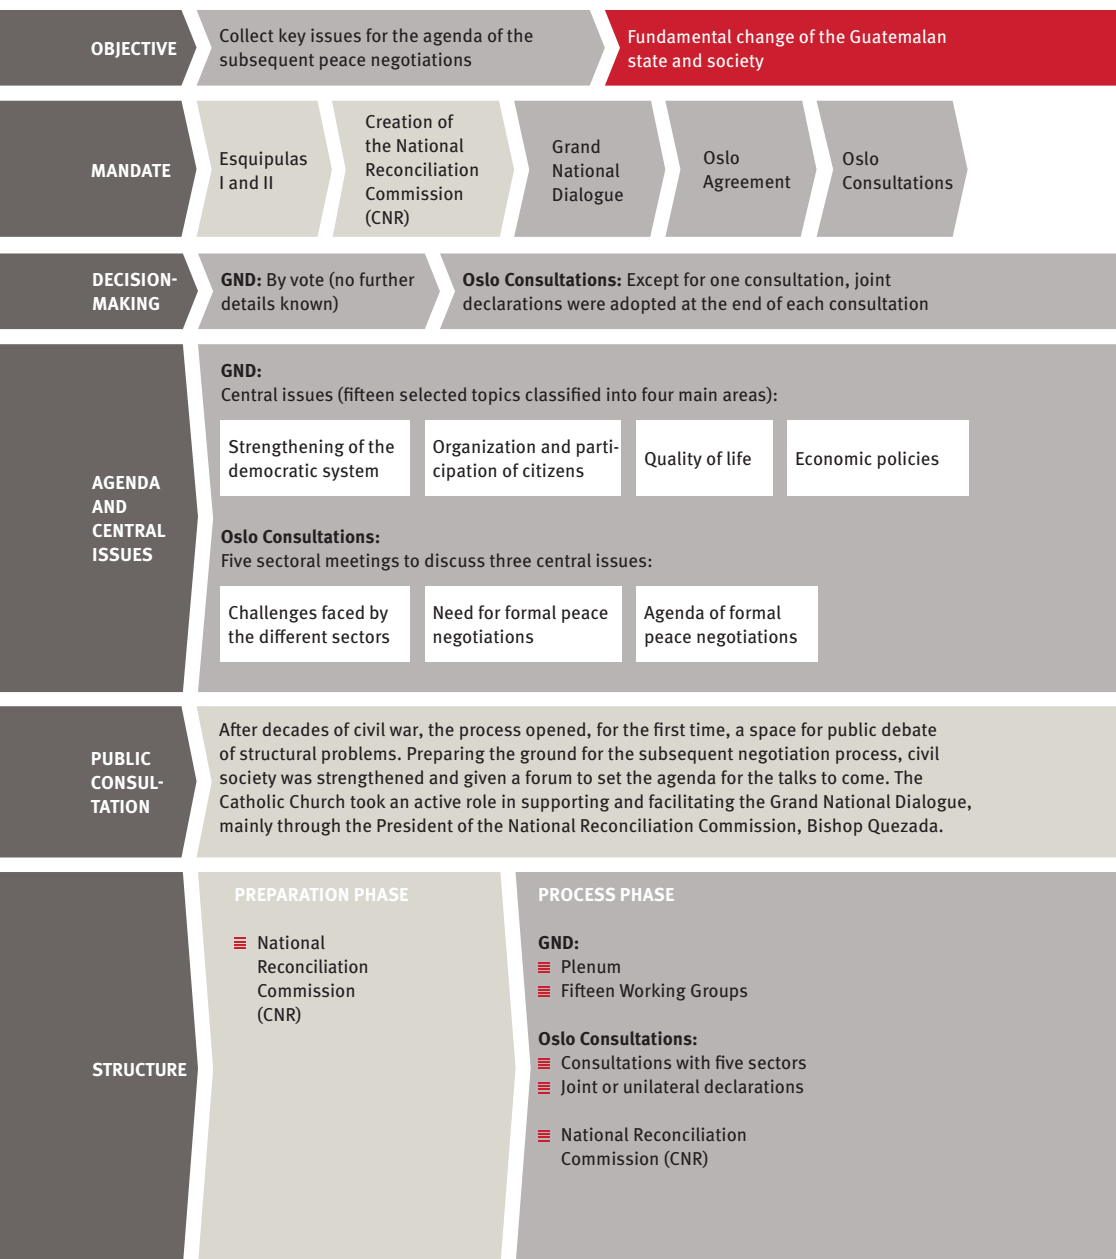 OBJECTIVE
Collect key issues for the agenda of the
subsequent peace negotiations
Fundamental change of the Guatemalan
state and society
MANDATE
Esquipulas
I and II
Creation of
the National
Reconciliation
Commission
(CNR)
Grand
National
Dialogue
Oslo
Agreement
Oslo
Consultations
DECISION-
MAKING
GND: By vote (no further
details known)
Oslo Consultations: Except for one consultation, joint
declarations were adopted at the end of each consultation
AGENDA
AND
CENTRAL
ISSUES
GND:
Central issues (fifteen selected topics classified into four main areas):
Strengthening of the
democratic system
Organization and parti-
cipation of citizens
Quality of life
Economic policies
Oslo Consultations:
Five sectoral meetings to discuss three central issues:
Challenges faced by
the different sectors
Need for formal peace
negotiations
Agenda of formal
peace negotiations
PUBLIC
CONSUL-
TATION
After decades of civil war, the process opened, for the first time, a space for public debate
of structural problems. Preparing the ground for the subsequent negotiation process, civil
society was strengthened and given a forum to set the agenda for the talks to come. The
Catholic Church took an active role in supporting and facilitating the Grand National Dialogue,
mainly through the President of the National Reconciliation Commission, Bishop Quezada.
STRUCTURE
PREPARATION PHASE
National
Reconciliation
Commission
(CNR)
PROCESS PHASE
GND:
Plenum
Fifteen Working Groups
Oslo Consultations:
Consultations with five sectors
Joint or unilateral declarations
National Reconciliation
Commission (CNR)